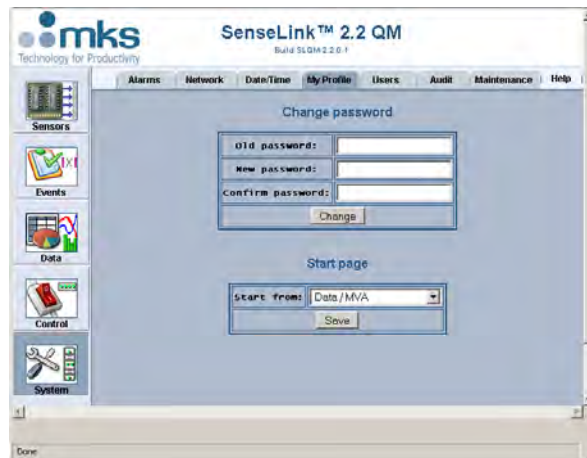 mks
Technology for Productivity
SenseLink™ 2.2 QM
Build SLQM 2.2.0.1
Alarms Network Date/Time My Profile Users Audit Maintenance Help
Sensors
Events
Data
Control
System
Change password
Old password:
New password:
Confirm password:
Change
Start page
Start from: Data / MVA
Save
Done